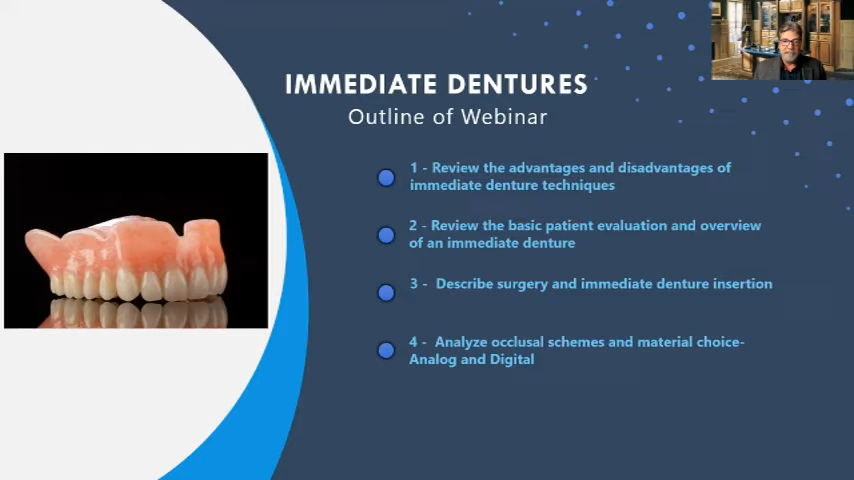 IMMEDIATE DENTURES
Outline of Webinar
1 - Review the advantages and disadvantages of
immediate denture techniques
2 - Review the basic patient evaluation and overview
of an immediate denture
3 - Describe surgery and immediate denture insertion
4 - Analyze occlusal schemes and material choice-
Analog and Digital